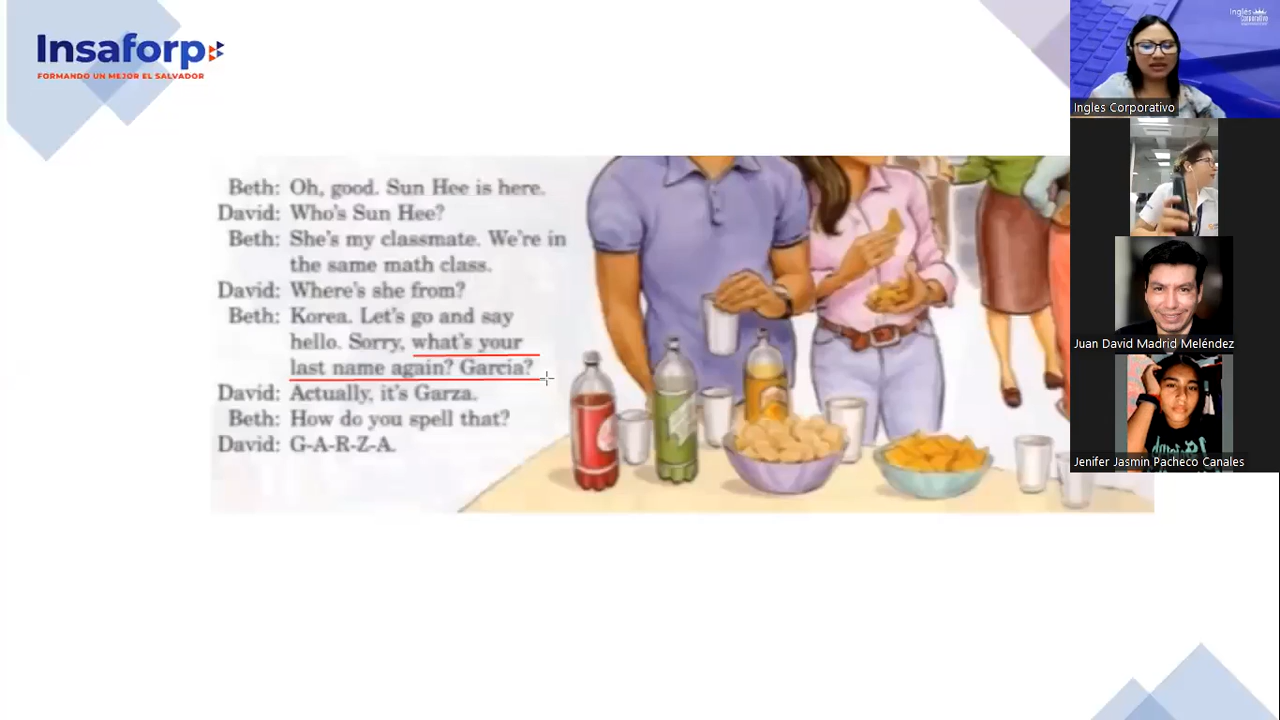 Insaforp
FORMANDO UN MEJOR EL SALVADOR
Beth: Oh, good. Sun Hee is here.
David: Who's Sun Hee?
Beth: She's my classmate. We're in
the same math class.
David: Where's she from?
Beth: Korea. Let's go and say
hello. Sorry, what's your
last name again? Garcia?
David: Actually, it's Garza.
Beth: How do you spell that?
David: G-A-R-Z-A.
Inglés
Corporativo
Ingles Corporativo
Juan David Madrid Meléndez
Jenifer Jasmin Pacheco Canales